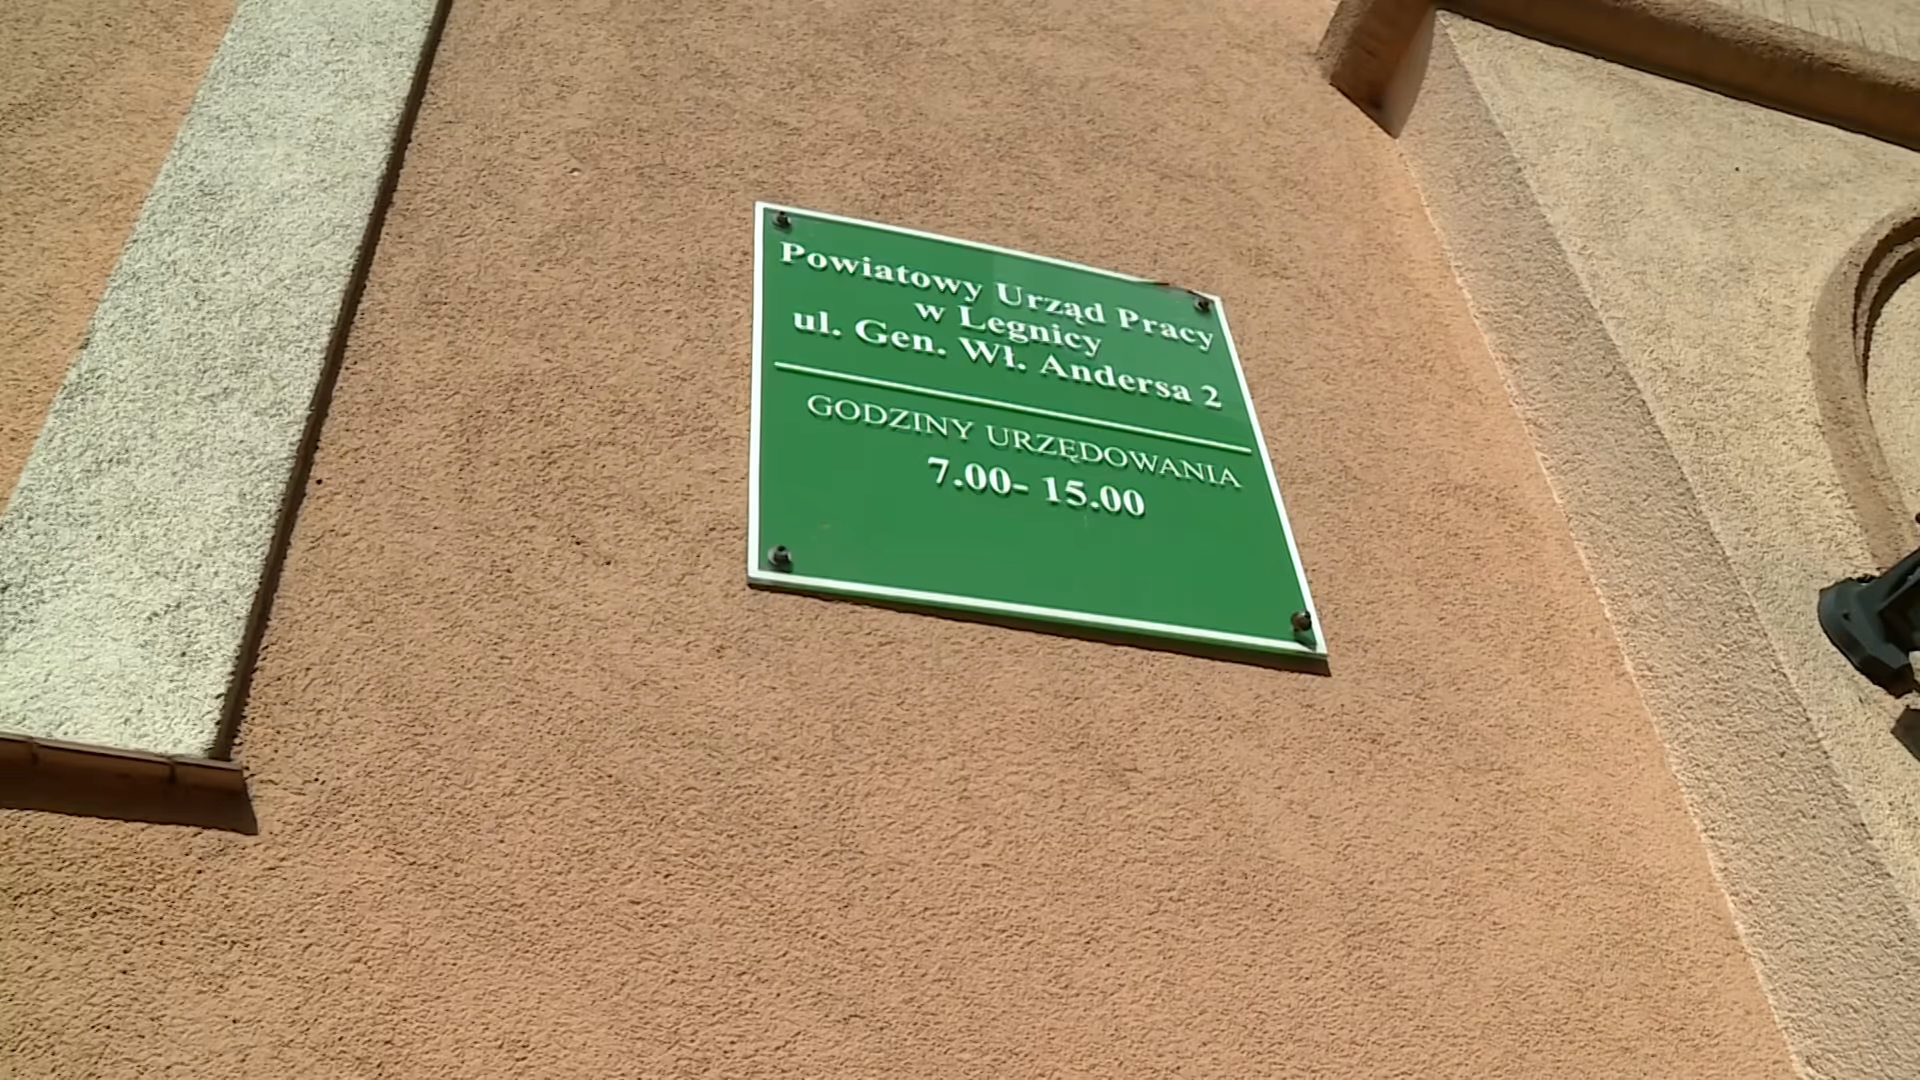 Powiatowy Urząd Pracy
w Legnicy
ul. Gen. Wł. Andersa 2
GODZINY URZĘDOWANIA
7.00- 15.00